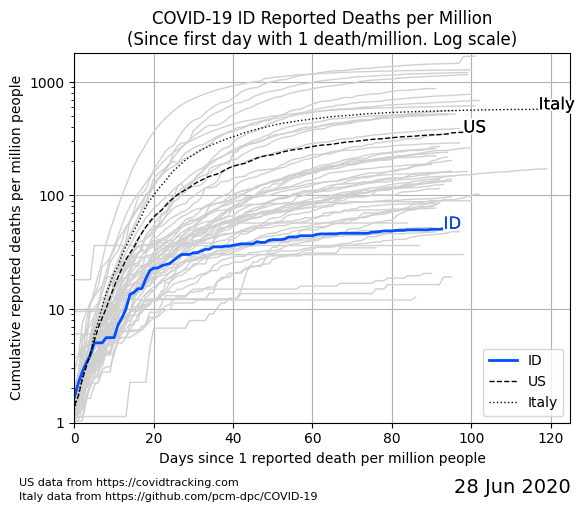 COVID-19 ID Reported Deaths per Million
(Since first day with 1 death/million. Log scale)
Cumulative reported deaths per million people
1000
100
10
1
Italy
US
ID
ID
US
Italy
0 20 40 60 80 100 120
Days since 1 reported death per million people
US data from https://covidtracking.com
Italy data from https://github.com/pcm-dpc/COVID-19
28 Jun 2020